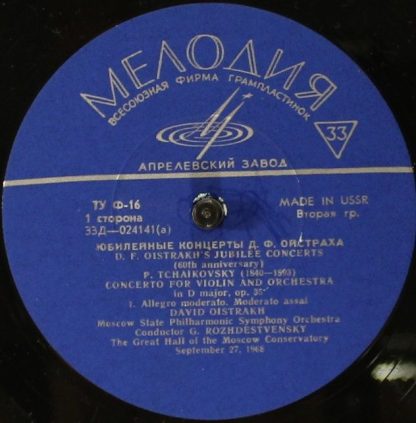 МЕЛОДИЯ
ВСЕСОЮЗНАЯ ФИРМА ГРАМПЛАСТИНОК
33
АПРЕЛЕВСКИЙ ЗАВОД
ТУ Ф-16
MADE IN USSR
1 сторона
Вторая гр.
33Д—024141(а)
ЮБИЛЕЙНЫЕ КОНЦЕРТЫ Д. Ф. ОЙСТРАХА
D. F. OISTRAKH'S JUBILEE CONCERTS
(60th anniversary)
P. TCHAIKOVSKY (1840—1893)
CONCERTO FOR VIOLIN AND ORCHESTRA
in D major, op. 35
1. Allegro moderato. Moderato assai
DAVID OISTRAKH
Moscow State Philharmonic Symphony Orchestra
Conductor G. ROZHDESTVENSKY
The Great Hall of the Moscow Conservatory
September 27, 1968